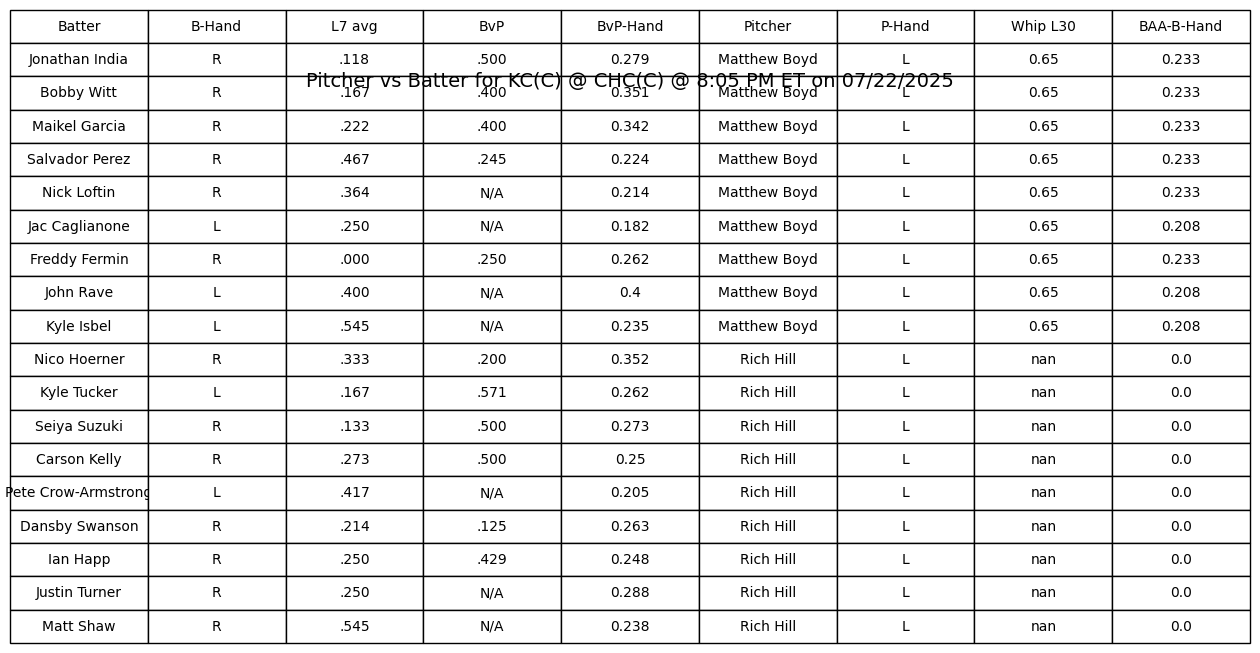 Batter B-Hand L7 avg BvP BvP-Hand Pitcher P-Hand Whip L30 BAA-B-Hand
Jonathan India R .118 .500 0.279 Matthew Boyd L 0.65 0.233
Pitcher vs Batter for KC(C) @ CHC(C) @ 8:05 PM ET on 07/22/2025
Bobby Witt R .167 .400 0.351 Matthew Boyd L 0.65 0.233
Maikel Garcia R .222 .400 0.342 Matthew Boyd L 0.65 0.233
Salvador Perez R .467 .245 0.224 Matthew Boyd L 0.65 0.233
Nick Loftin R .364 N/A 0.214 Matthew Boyd L 0.65 0.233
Jac Caglianone L .250 N/A 0.182 Matthew Boyd L 0.65 0.208
Freddy Fermin R .000 .250 0.262 Matthew Boyd L 0.65 0.233
John Rave L .400 N/A 0.4 Matthew Boyd L 0.65 0.208
Kyle Isbel L .545 N/A 0.235 Matthew Boyd L 0.65 0.208
Nico Hoerner R .333 .200 0.352 Rich Hill L nan 0.0
Kyle Tucker L .167 .571 0.262 Rich Hill L nan 0.0
Seiya Suzuki R .133 .500 0.273 Rich Hill L nan 0.0
Carson Kelly R .273 .500 0.25 Rich Hill L nan 0.0
Pete Crow-Armstrong L .417 N/A 0.205 Rich Hill L nan 0.0
Dansby Swanson R .214 .125 0.263 Rich Hill L nan 0.0
Ian Happ R .250 .429 0.248 Rich Hill L nan 0.0
Justin Turner R .250 N/A 0.288 Rich Hill L nan 0.0
Matt Shaw R .545 N/A 0.238 Rich Hill L nan 0.0